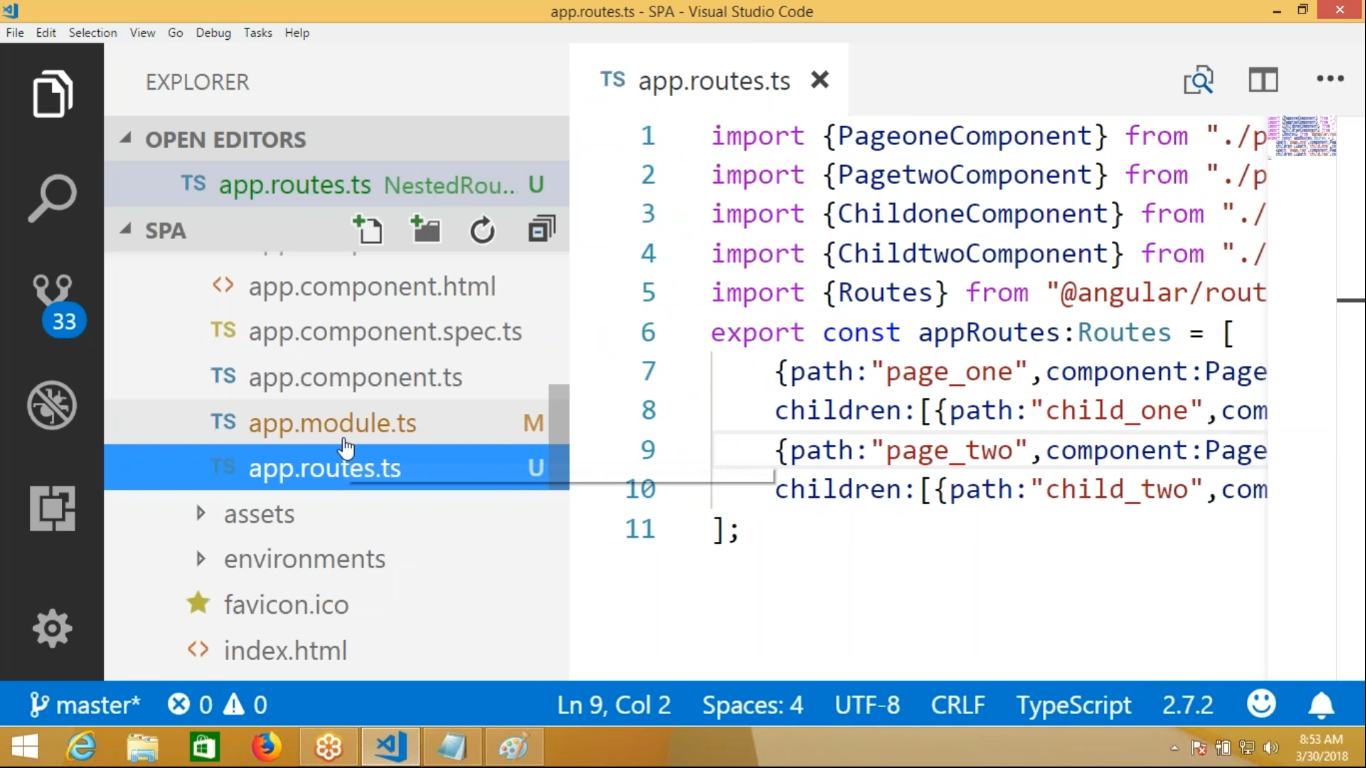 app.routes.ts - SPA - Visual Studio Code
File Edit Selection View Go Debug Tasks Help
EXPLORER
OPEN EDITORS
TS app.routes.ts NestedRou.. U
SPA
<> app.component.html
TS app.component.spec.ts
TS app.component.ts
TS app.module.ts M
TS app.routes.ts U
assets
environments
favicon.ico
<> index.html
TS app.routes.ts
1 import {PageoneComponent} from "./p
2 import {PagetwoComponent} from "./p
3 import {ChildoneComponent} from "./
4 import {ChildtwoComponent} from "./
5 import {Routes} from "@angular/rout
6 export const appRoutes:Routes = [
7 {path:"page_one",component:Page
8 children:[{path:"child_one",com
9 {path:"page_two",component:Page
10 children:[{path:"child_two",com
11 ];
33
master* 0 0 Ln 9, Col 2 Spaces: 4 UTF-8 CRLF TypeScript 2.7.2
8:53 AM
3/30/2018